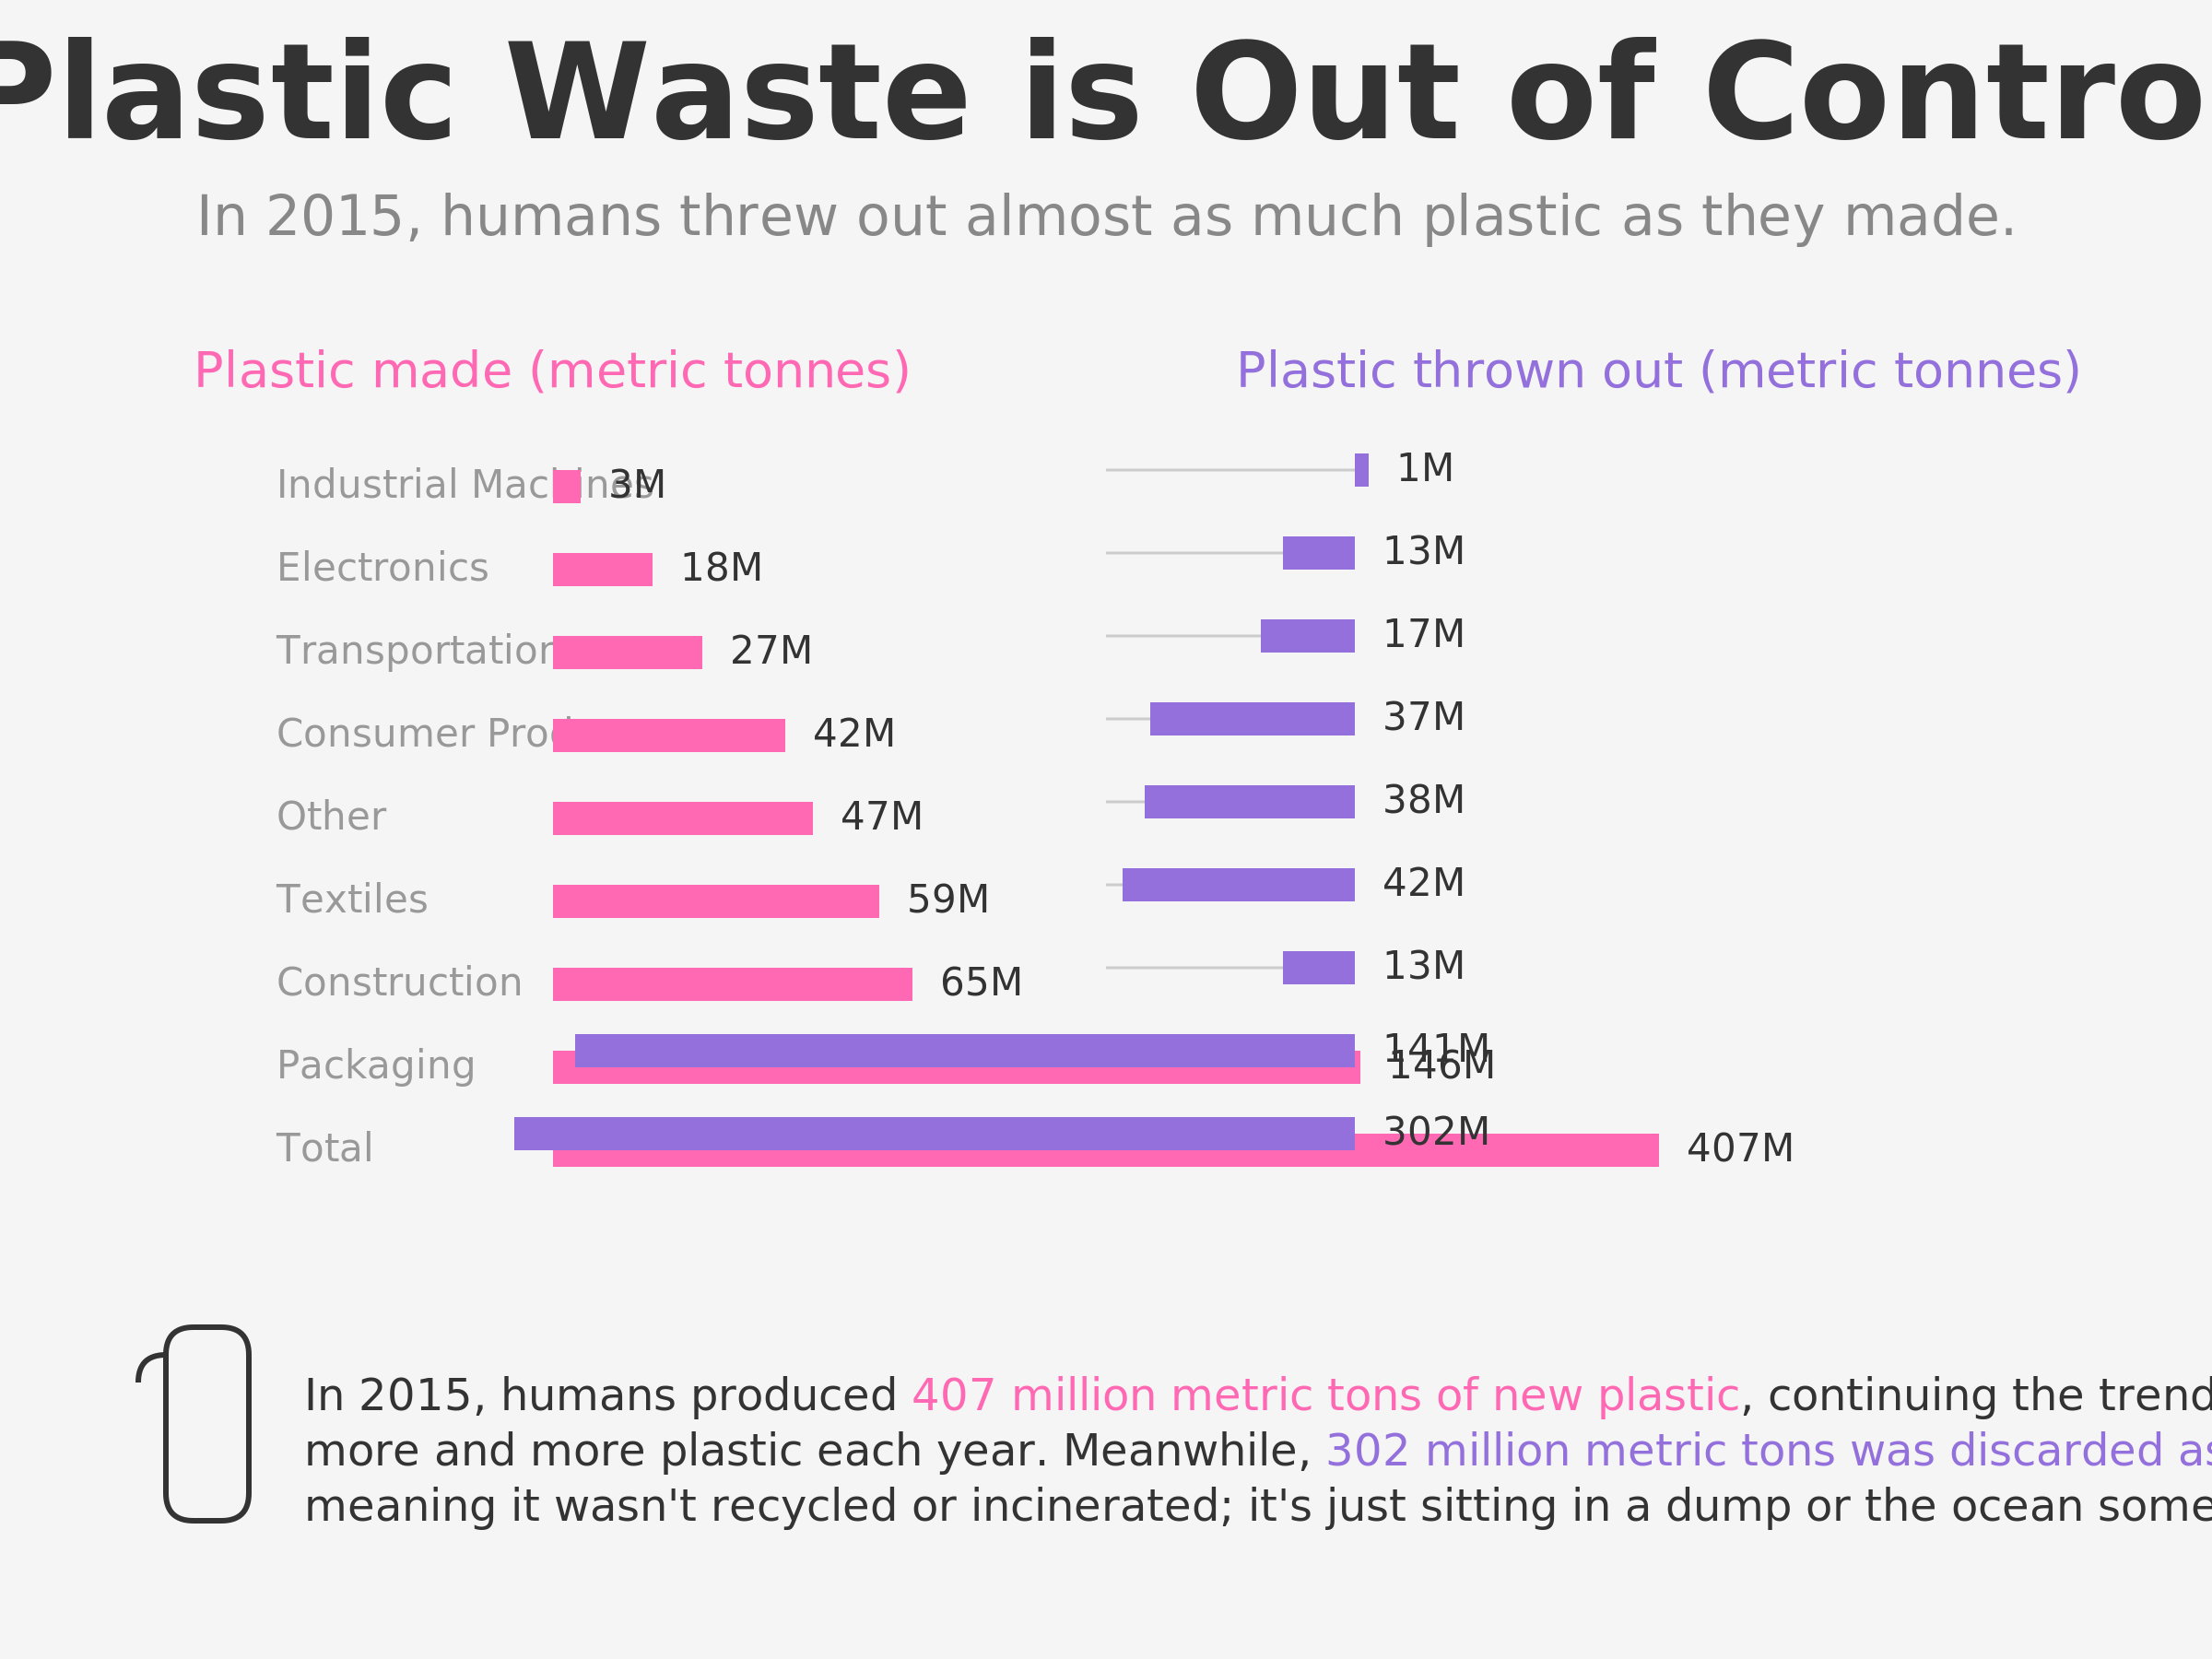 Plastic Waste is Out of Contro
In 2015, humans threw out almost as much plastic as they made.
Plastic made (metric tonnes)
Plastic thrown out (metric tonnes)
Industrial Machines 3M 1M
Electronics 18M 13M
Transportation 27M 17M
Consumer Prod 42M 37M
Other 47M 38M
Textiles 59M 42M
Construction 65M 13M
Packaging 146M 141M
Total 407M 302M
In 2015, humans produced 407 million metric tons of new plastic, continuing the trend
more and more plastic each year. Meanwhile, 302 million metric tons was discarded as
meaning it wasn't recycled or incinerated; it's just sitting in a dump or the ocean some